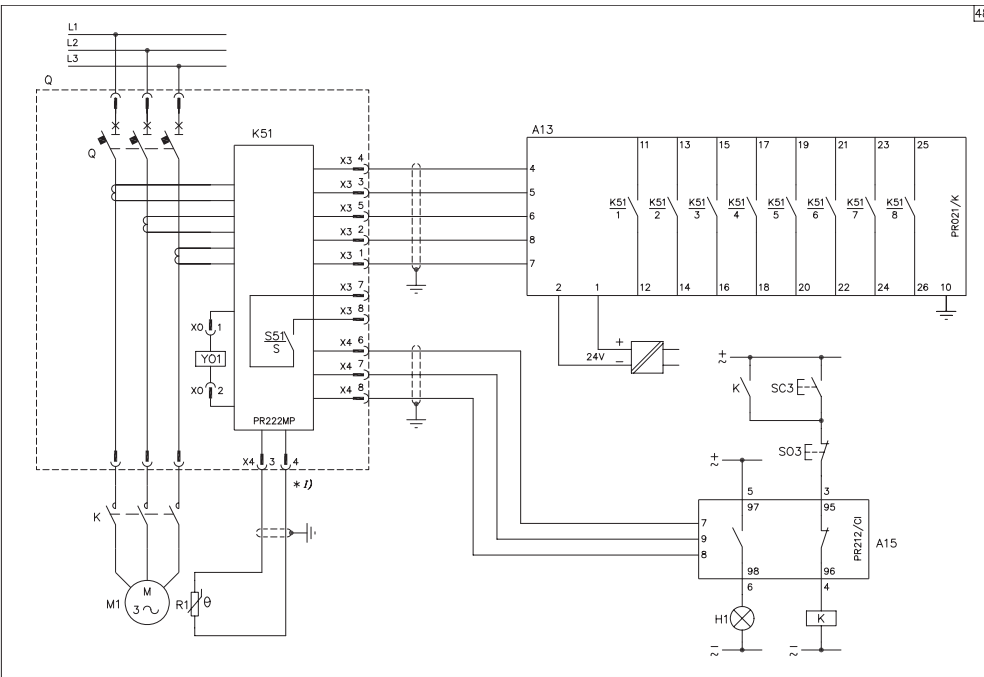 48
L1
L2
L3
Q
Q
K51
A13
X3 4
X3 3
X3 5
X3 2
X3 1
X3 7
X3 8
X4 6
X4 7
X4 8
S51
S
XO 1
YO1
XO 2
PR222MP
X4 3 4
* 1)
4
5
6
8
7
11 13 15 17 19 21 23 25
K51 K51 K51 K51 K51 K51 K51 K51
1 2 3 4 5 6 7 8
PR021/K
2 1 12 14 16 18 20 22 24 26 10
24V + −
+
~
K
SC3
SO3
+
~
5 3
97 95
7
9
8
PR212/CI
A15
98 96
6 4
H1
K
−
~
−
~
K
M1
M
3 ~
R1
θ